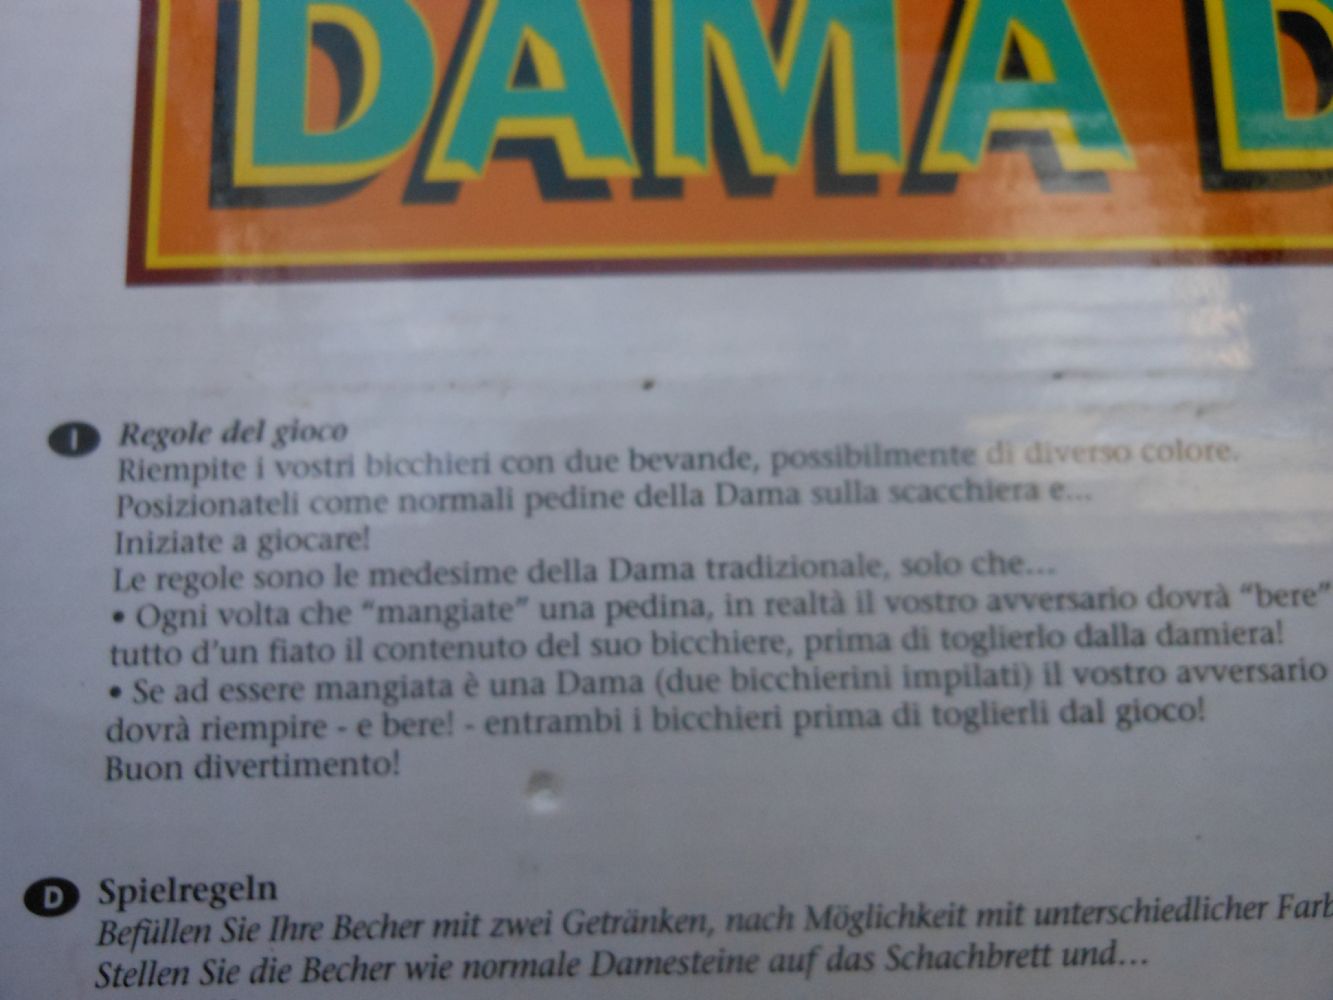 DAMA D
I Regole del gioco
Riempite i vostri bicchieri con due bevande, possibilmente di diverso colore.
Posizionateli come normali pedine della Dama sulla scacchiera e...
Iniziate a giocare!
Le regole sono le medesime della Dama tradizionale, solo che...
• Ogni volta che “mangiate” una pedina, in realtà il vostro avversario dovrà “bere”
tutto d’un fiato il contenuto del suo bicchiere, prima di toglierlo dalla damiera!
• Se ad essere mangiata è una Dama (due bicchierini impilati) il vostro avversario
dovrà riempire - e bere! - entrambi i bicchieri prima di toglierli dal gioco!
Buon divertimento!
D Spielregeln
Befüllen Sie Ihre Becher mit zwei Getränken, nach Möglichkeit mit unterschiedlicher Farb
Stellen Sie die Becher wie normale Damesteine auf das Schachbrett und...